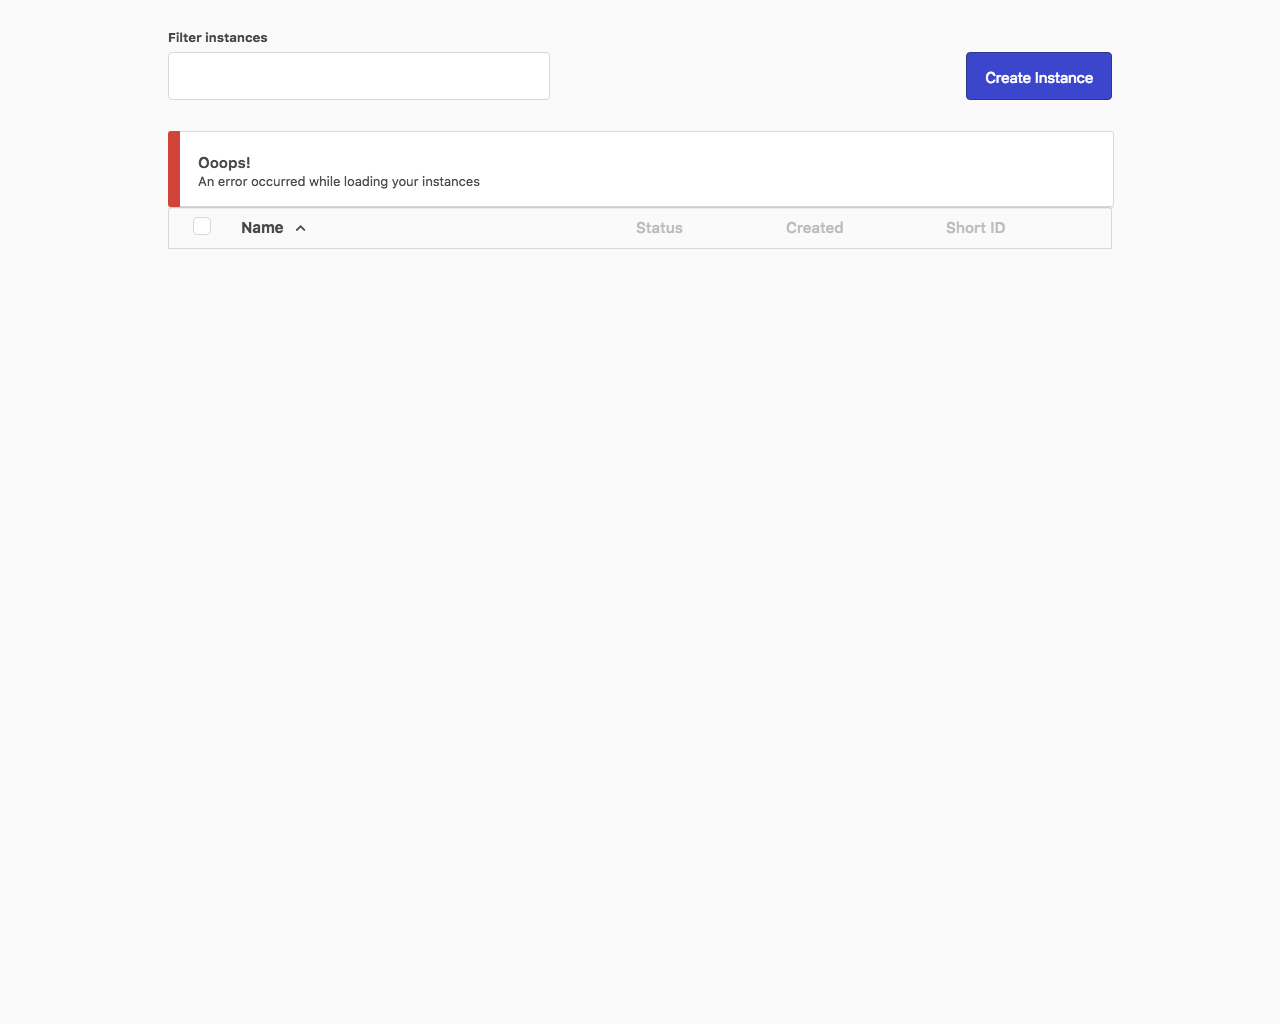 Filter instances
Create Instance
Ooops!
An error occurred while loading your instances
Name Status Created Short ID